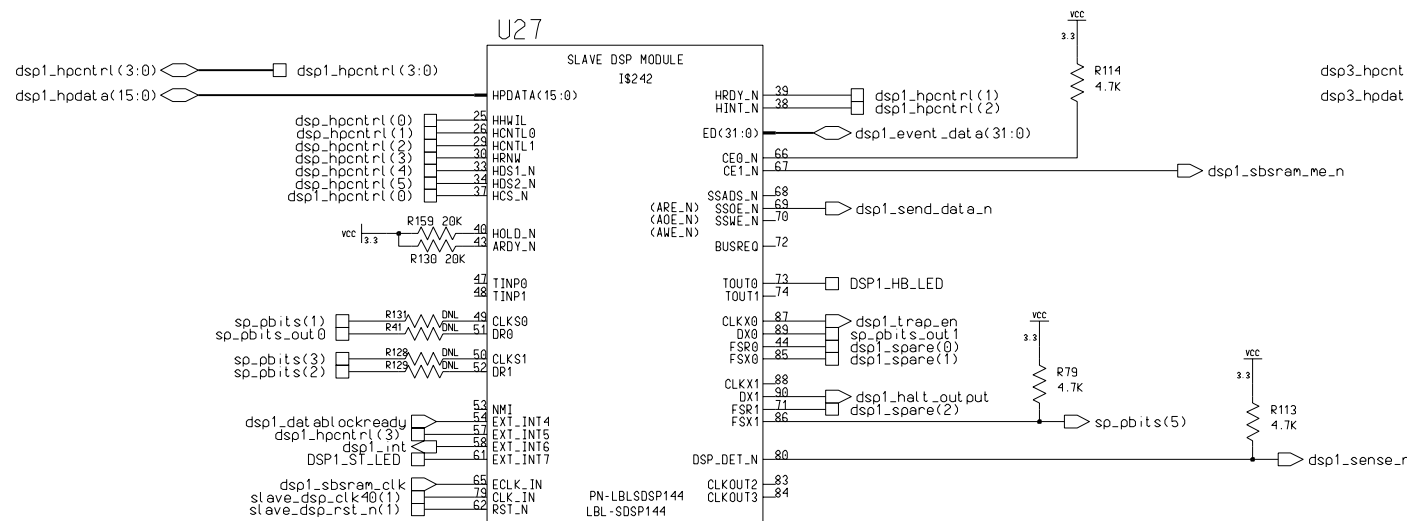 U27
SLAVE DSP MODULE
I$242
VCC
3.3
R114
4.7K
dsp1_hpcntrl(3:0) dsp1_hpcntrl(3:0)
dsp3_hpcnt
dsp1_hpdata(15:0) HPDATA(15:0)
dsp3_hpdat
HRDY_N 39 dsp1_hpcntrl(1)
HINT_N 38 dsp1_hpcntrl(2)
dsp_hpcntrl(0) 25 HHWIL
dsp_hpcntrl(1) 26 HCNTL0
ED(31:0) dsp1_event_data(31:0)
dsp_hpcntrl(2) 29 HCNTL1
dsp_hpcntrl(3) 30 HRNW
CE0_N 66
dsp_hpcntrl(4) 33 HDS1_N
CE1_N 67 dsp1_sbsram_me_n
dsp_hpcntrl(5) 34 HDS2_N
dsp1_hpcntrl(0) 37 HCS_N
SSADS_N 68
(ARE_N) SSOE_N 69 dsp1_send_data_n
(AOE_N) SSWE_N 70
(AWE_N)
R159 20K
VCC 3.3
40 HOLD_N
43 ARDY_N
R130 20K
BUSREQ 72
47 TINP0
48 TINP1
TOUT0 73 DSP1_HB_LED
TOUT1 74
sp_pbits(1) R131 DNL 49 CLKS0
sp_pbits_out0 R41 DNL 51 DR0
CLKX0 87 dsp1_trap_en
DX0 89 sp_pbits_out1
FSR0 44 dsp1_spare(0)
FSX0 85 dsp1_spare(1)
sp_pbits(3) R128 DNL 50 CLKS1
sp_pbits(2) R129 DNL 52 DR1
VCC
3.3
R79
4.7K
VCC
3.3
R113
4.7K
CLKX1 88
DX1 90 dsp1_halt_output
FSR1 71 dsp1_spare(2)
FSX1 86 sp_pbits(5)
53 NMI
dsp1_datablockready 54 EXT_INT4
dsp1_hpcntrl(3) 57 EXT_INT5
dsp1_int 58 EXT_INT6
DSP1_ST_LED 61 EXT_INT7
DSP_DET_N 80 dsp1_sense_n
dsp1_sbsram_clk 65 ECLK_IN
slave_dsp_clk40(1) 79 CLK_IN
slave_dsp_rst_n(1) 62 RST_N
CLKOUT2 83
CLKOUT3 84
PN-LBLSDSP144
LBL-SDSP144